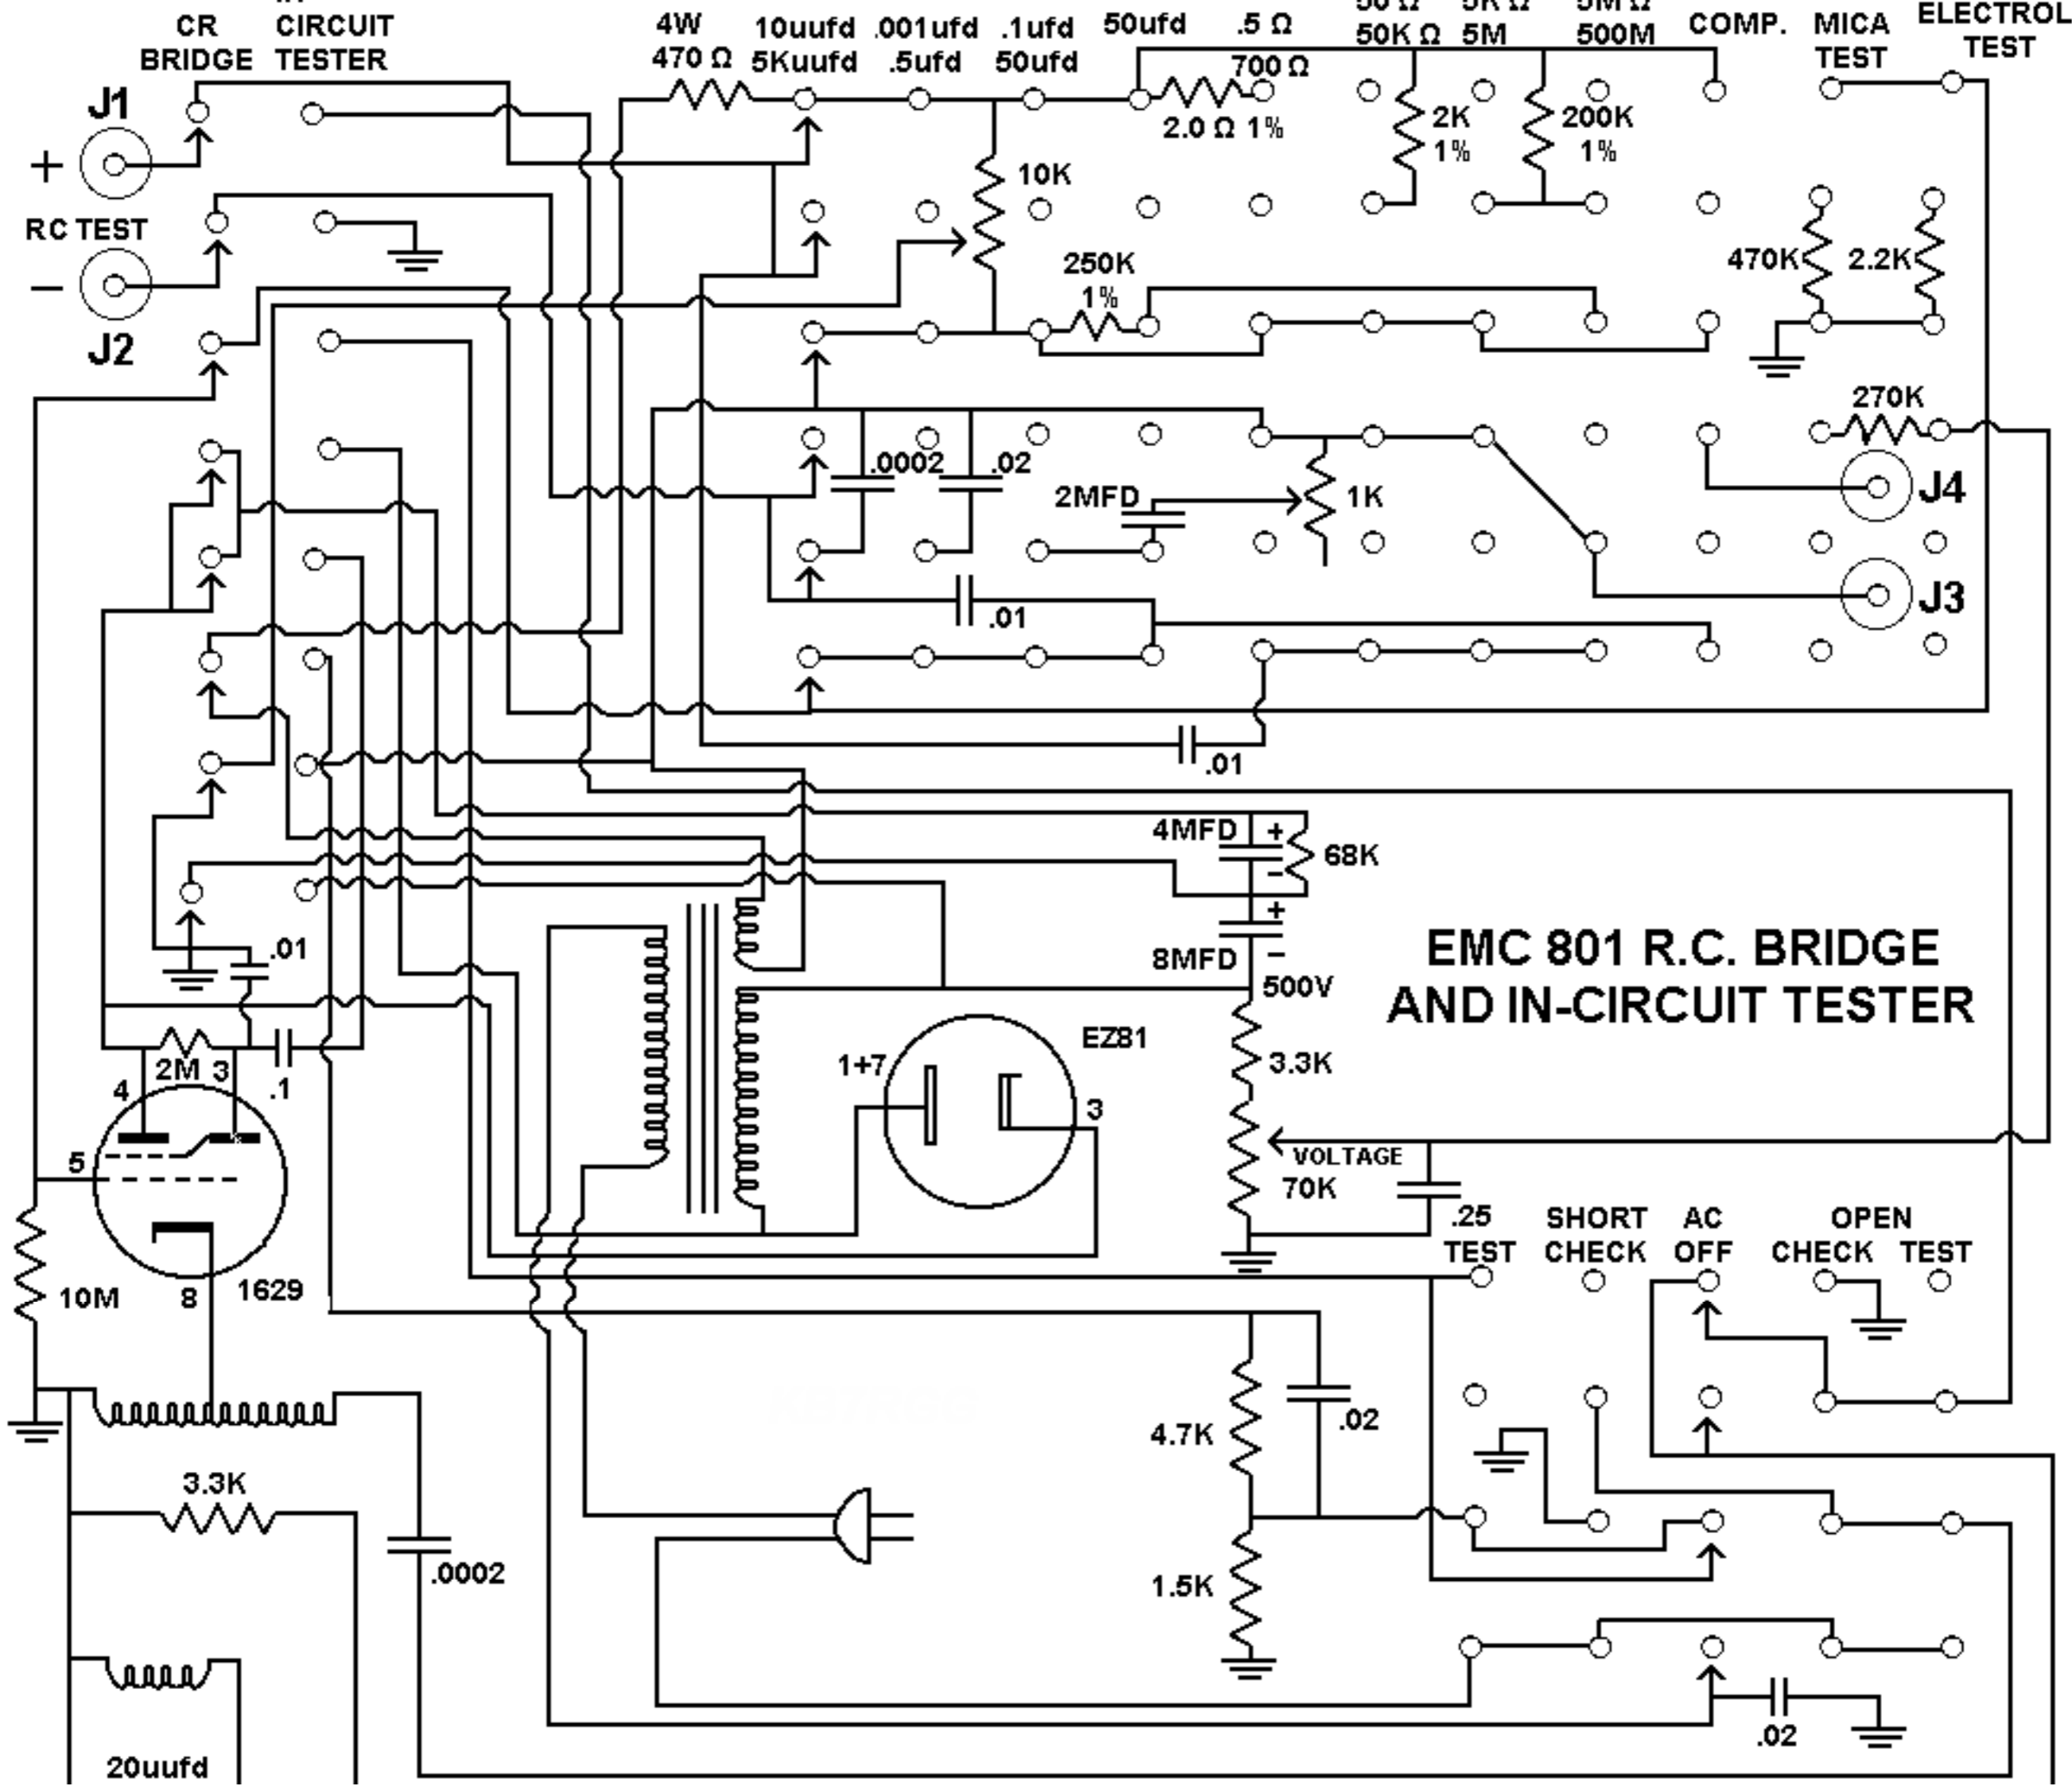 CR CIRCUIT
BRIDGE TESTER
4W
470 Ω
10uufd .001ufd .1ufd 50ufd .5 Ω
5Kuufd .5ufd 50ufd 700 Ω
50K Ω 5M 500M
COMP. MICA
TEST
ELECTROL
TEST
J1
+
RC TEST
−
J2
2.0 Ω 1%
2K
1%
200K
1%
10K
250K
1%
470K
2.2K
270K
.0002
.02
2MFD
1K
J4
.01
J3
.01
4MFD
+
68K
−
+
8MFD
−
500V
EMC 801 R.C. BRIDGE
AND IN-CIRCUIT TESTER
.01
2M
3
4
.1
EZ81
1+7
3
3.3K
5
VOLTAGE
70K
.25
TEST
SHORT
CHECK
AC
OFF
OPEN
CHECK TEST
10M
8
1629
4.7K
.02
3.3K
.0002
1.5K
.02
20uufd